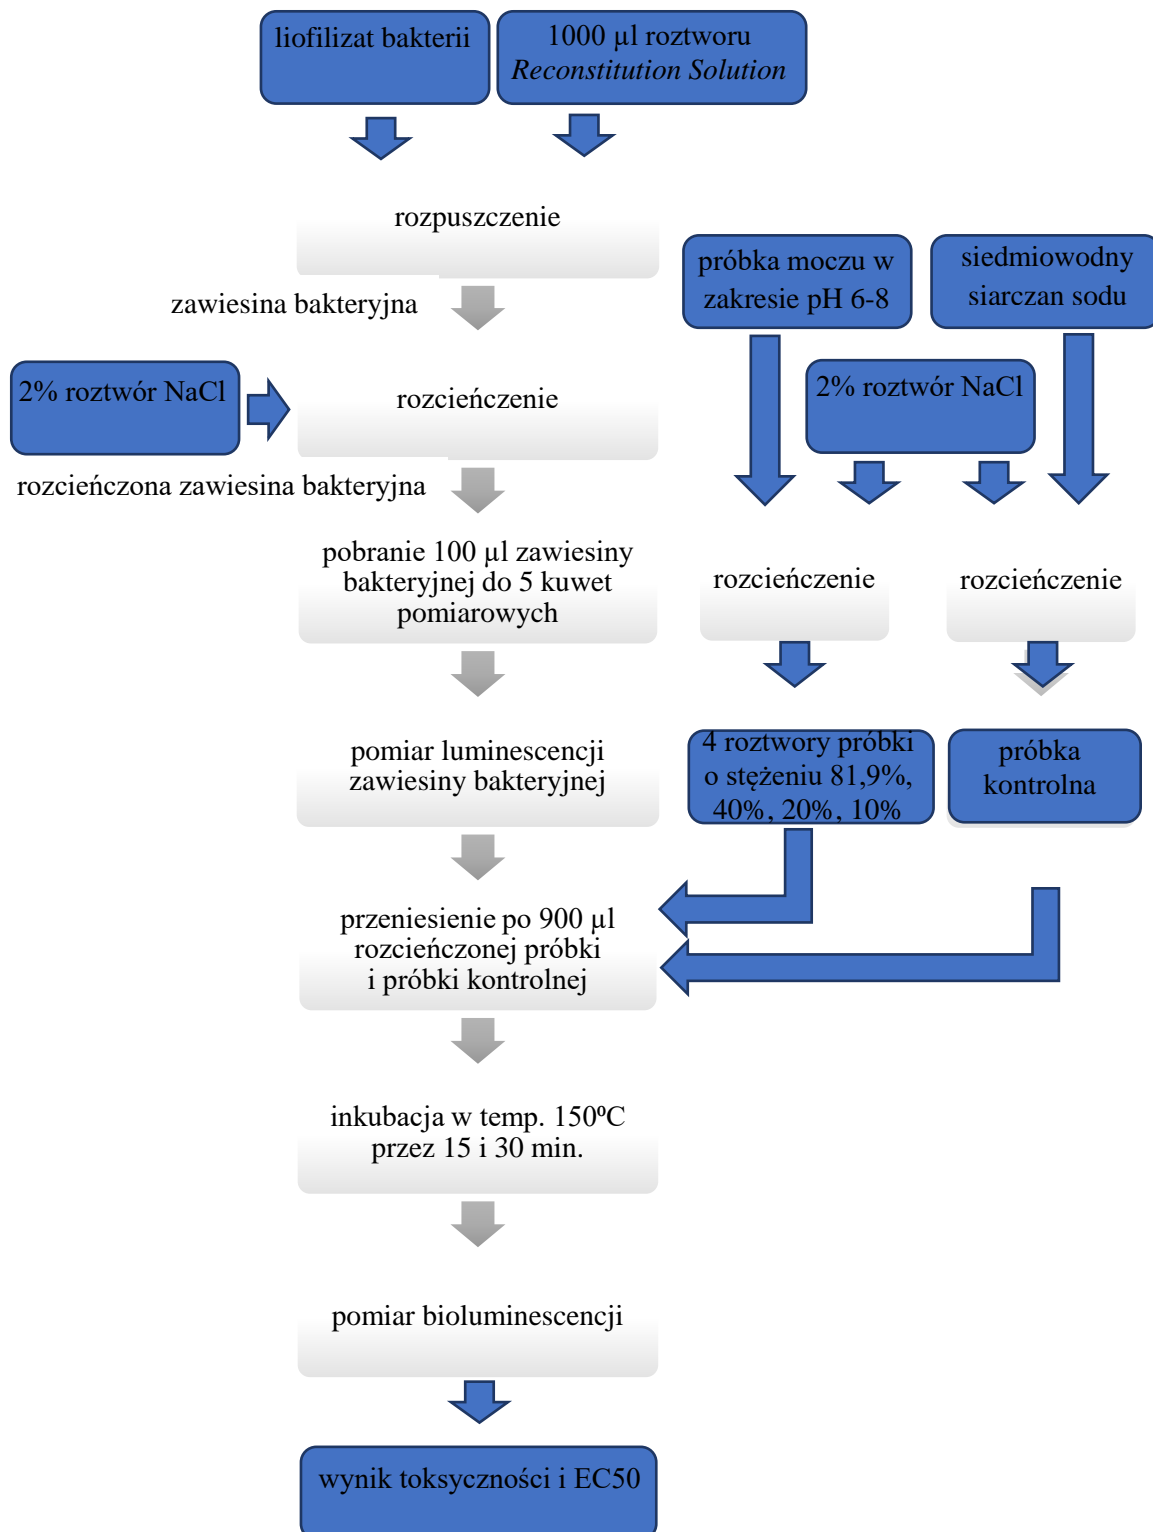 liofilizat bakterii
1000 µl roztworu
Reconstitution Solution
rozpuszczenie
zawiesina bakteryjna
próbka moczu w
zakresie pH 6-8
siedmiowodny
siarczan sodu
2% roztwór NaCl
rozcieńczenie
2% roztwór NaCl
rozcieńczona zawiesina bakteryjna
pobranie 100 µl zawiesiny
bakteryjnej do 5 kuwet
pomiarowych
rozcieńczenie
rozcieńczenie
pomiar luminescencji
zawiesiny bakteryjnej
4 roztwory próbki
o stężeniu 81,9%,
40%, 20%, 10%
próbka
kontrolna
przeniesienie po 900 µl
rozcieńczonej próbki
i próbki kontrolnej
inkubacja w temp. 150⁰C
przez 15 i 30 min.
pomiar bioluminescencji
wynik toksyczności i EC50